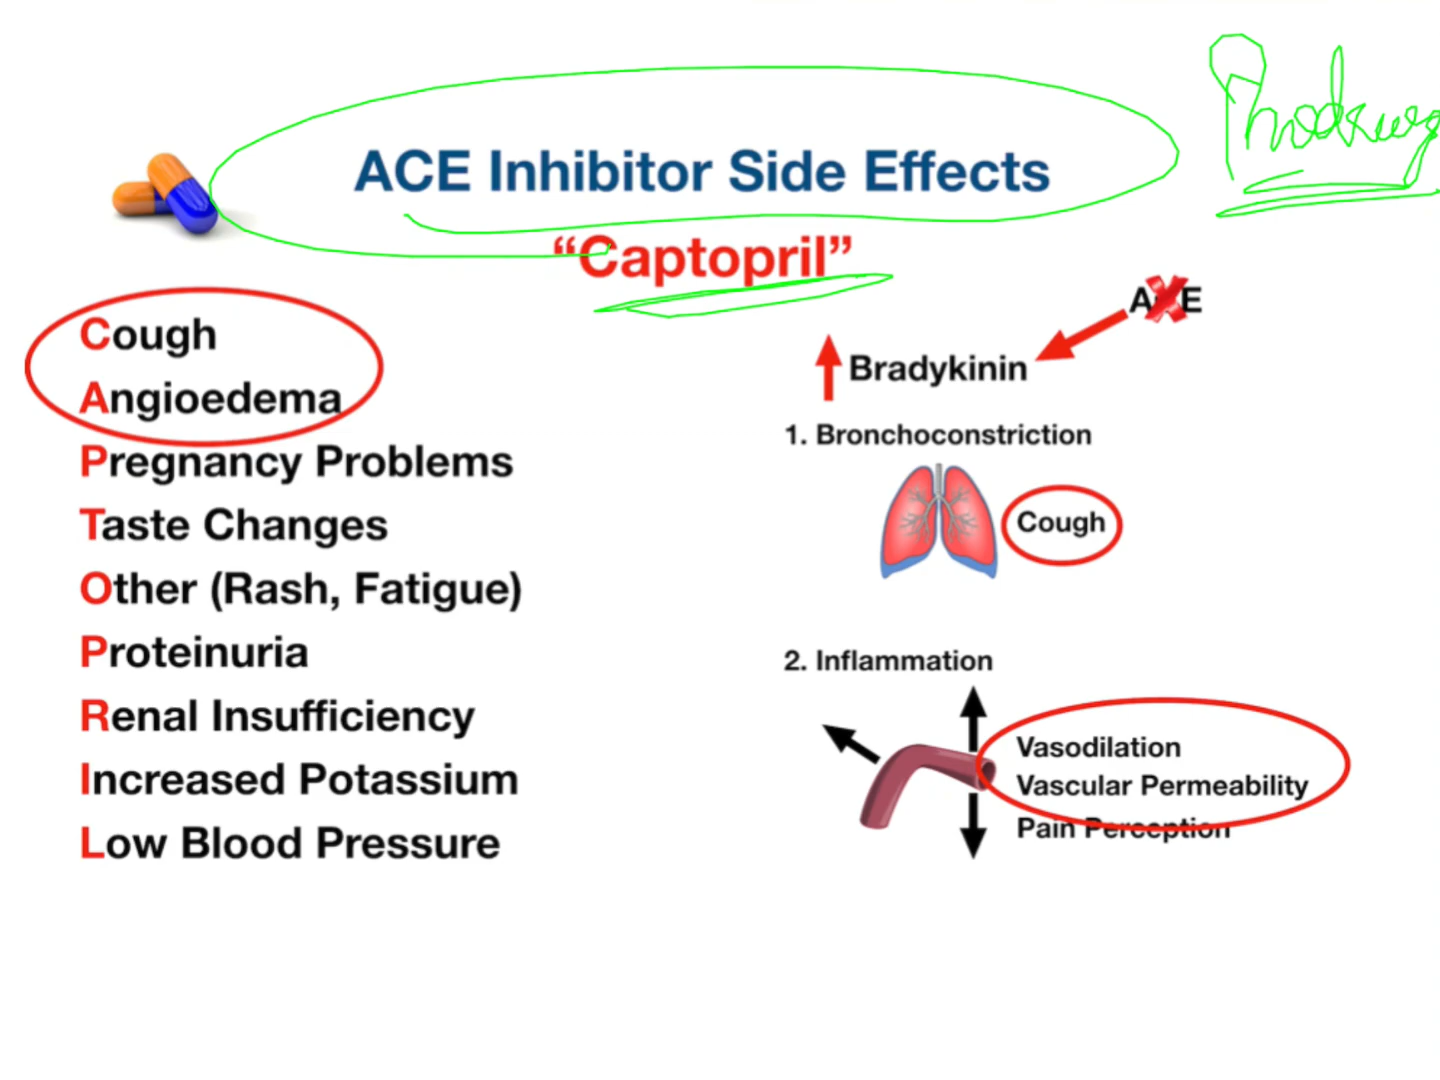 ACE Inhibitor Side Effects
“Captopril”
Cough
Angioedema
Pregnancy Problems
Taste Changes
Other (Rash, Fatigue)
Proteinuria
Renal Insufficiency
Increased Potassium
Low Blood Pressure
ACE
Bradykinin
1. Bronchoconstriction
Cough
2. Inflammation
Vasodilation
Vascular Permeability
Pain Perception